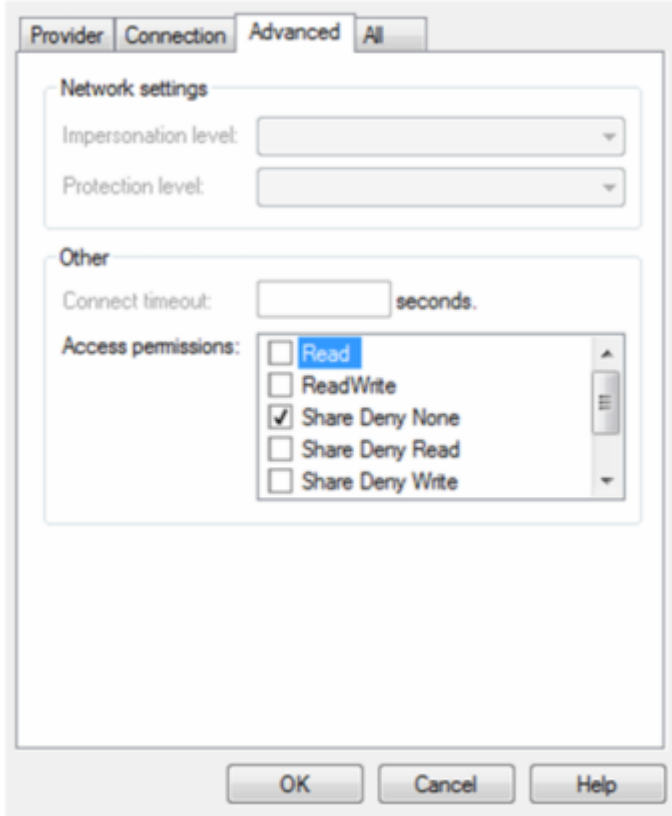 Provider Connection Advanced All
Network settings
Impersonation level:
Protection level:
Other
Connect timeout: seconds.
Access permissions: Read
ReadWrite
Share Deny None
Share Deny Read
Share Deny Write
OK Cancel Help